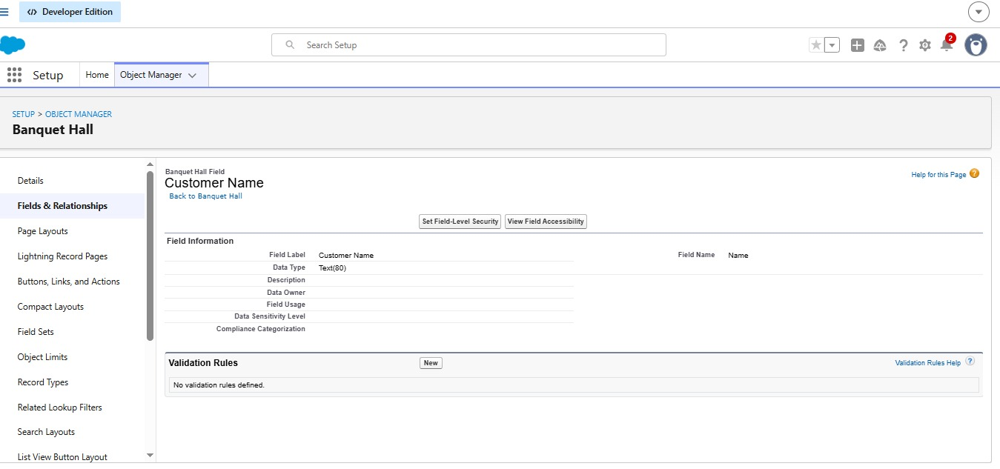 Developer Edition
Search Setup
2
Setup
Home
Object Manager
SETUP > OBJECT MANAGER
Banquet Hall
Details
Fields & Relationships
Page Layouts
Lightning Record Pages
Buttons, Links, and Actions
Compact Layouts
Field Sets
Object Limits
Record Types
Related Lookup Filters
Search Layouts
List View Button Layout
Banquet Hall Field
Customer Name
Back to Banquet Hall
Help for this Page ?
Set Field-Level Security
View Field Accessibility
Field Information
Field Label Customer Name Field Name Name
Data Type Text(80)
Description
Data Owner
Field Usage
Data Sensitivity Level
Compliance Categorization
Validation Rules New Validation Rules Help ?
No validation rules defined.